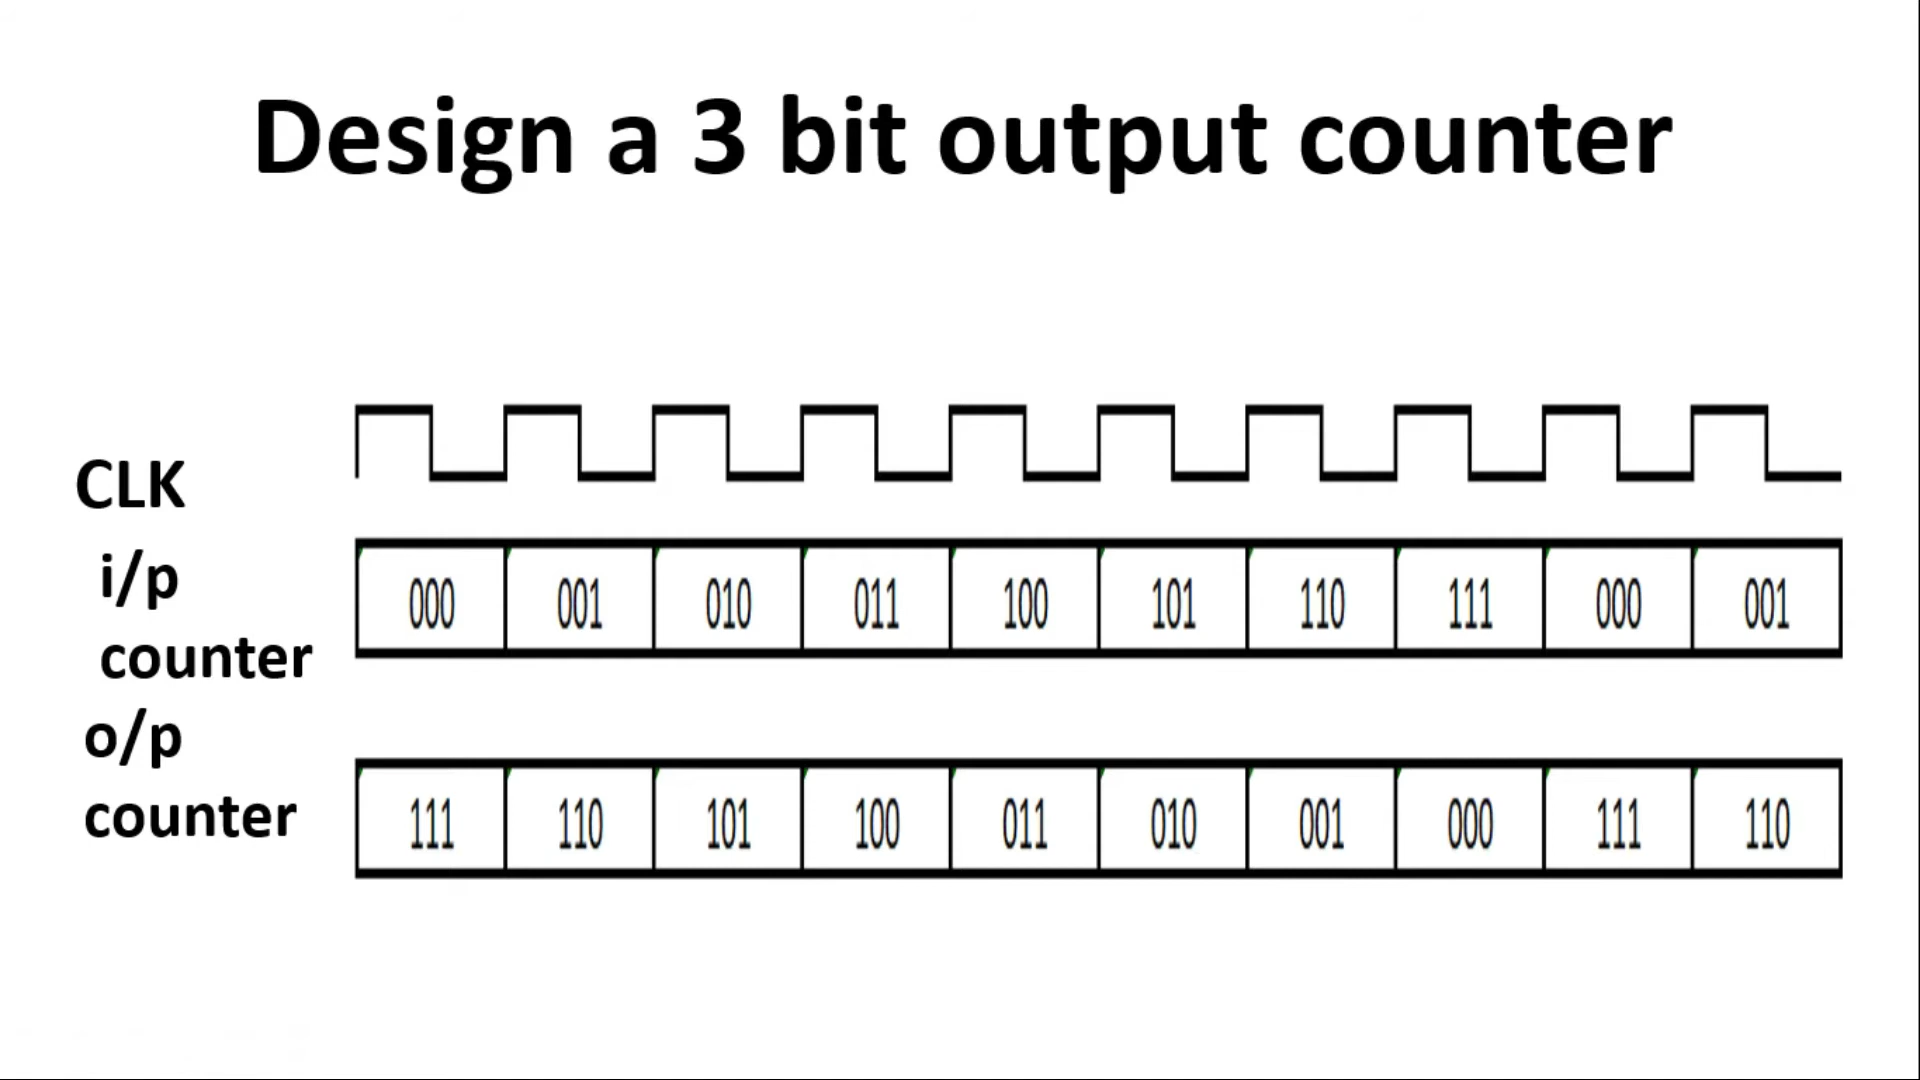 Design a 3 bit output counter
CLK
i/p
counter
000 001 010 011 100 101 110 111 000 001
o/p
counter
111 110 101 100 011 010 001 000 111 110